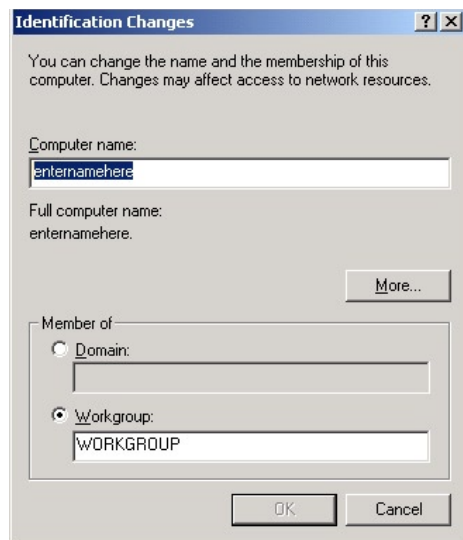 Identification Changes
You can change the name and the membership of this
computer. Changes may affect access to network resources.
Computer name:
enternamehere
Full computer name:
enternamehere.
More...
Member of
Domain:
Workgroup:
WORKGROUP
OK
Cancel